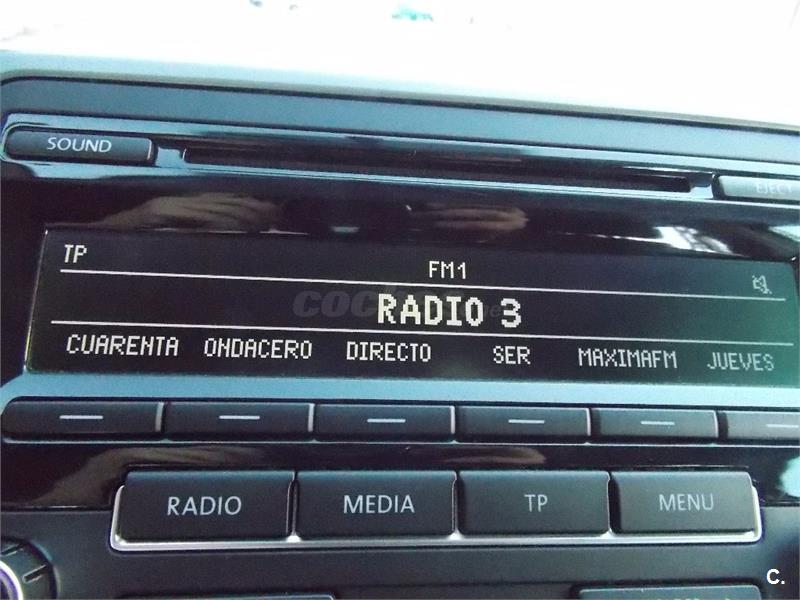 SOUND
EJECT
TP
FM1
RADIO 3
CUARENTA ONDACERO DIRECTO SER MAXIMAFM JUEVES
RADIO MEDIA TP MENU
C.